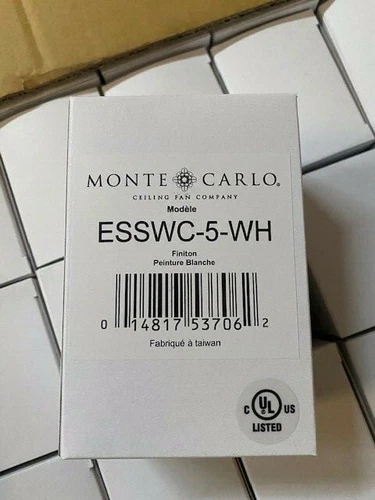 MONTE CARLO®
CEILING FAN COMPANY
Modèle
ESSWC-5-WH
Finiton
Peinture Blanche
0 14817 53706 2
Fabriqué à taiwan
C UL US
LISTED